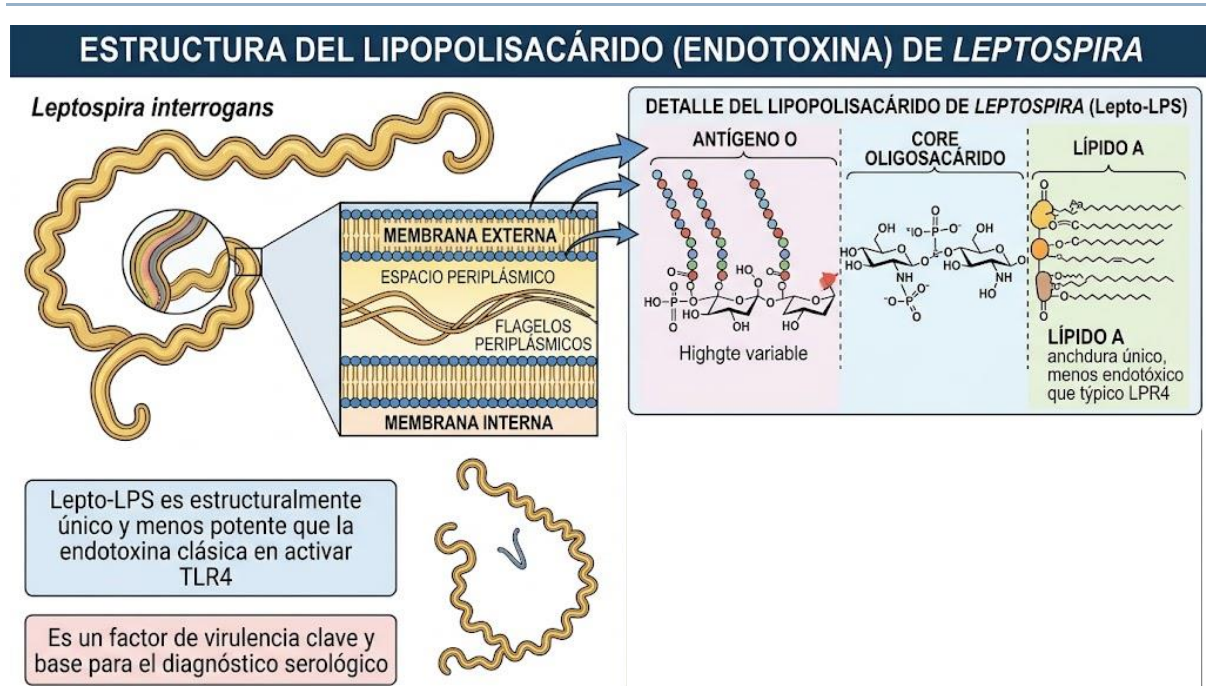 ESTRUCTURA DEL LIPOPOLISACÁRIDO (ENDOTOXINA) DE LEPTOSPIRA
Leptospira interrogans
MEMBRANA EXTERNA
ESPACIO PERIPLÁSMICO
FLAGELOS
PERIPLÁSMICOS
MEMBRANA INTERNA
DETALLE DEL LIPOPOLISACÁRIDO DE LEPTOSPIRA (Lepto-LPS)
ANTÍGENO O
CORE
OLIGOSACÁRIDO
LÍPIDO A
Highgte variable
LÍPIDO A
anchdura único,
menos endotóxico
que týpico LPR4
Lepto-LPS es estructuralmente
único y menos potente que la
endotoxina clásica en activar
TLR4
Es un factor de virulencia clave y
base para el diagnóstico serológico